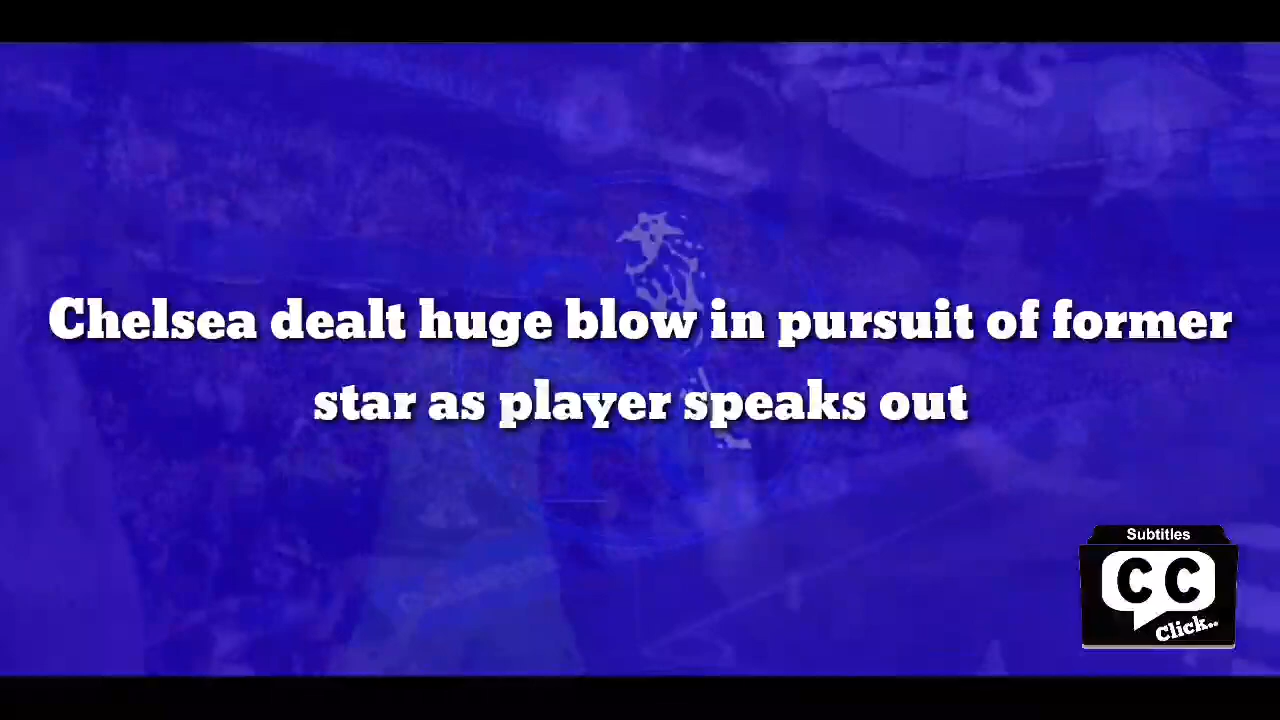 Chelsea dealt huge blow in pursuit of former
star as player speaks out
Subtitles
CC
Click..